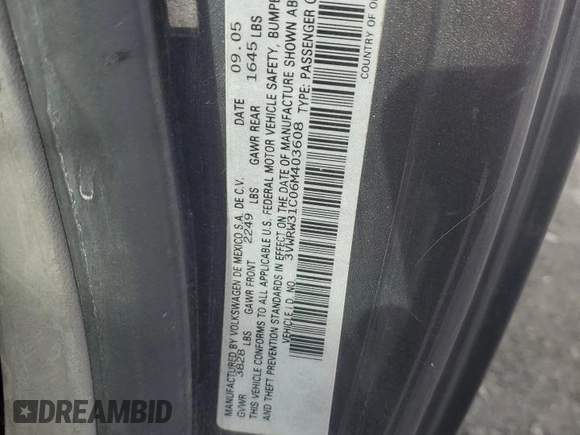 MANUFACTURED BY VOLKSWAGEN DE MEXICO S.A. DE C.V. DATE 09.05
GVWR 3828 LBS GAWR FRONT 2249 LBS GAWR REAR 1645 LBS
THIS VEHICLE CONFORMS TO ALL APPLICABLE U.S. FEDERAL MOTOR VEHICLE SAFETY, BUMPE
AND THEFT PREVENTION STANDARDS IN EFFECT ON THE DATE OF MANUFACTURE SHOWN AB
VEHICLE I.D. NO. 3VWRW31C06M403608 TYPE: PASSENGER C
COUNTRY OF O
DREAMBID